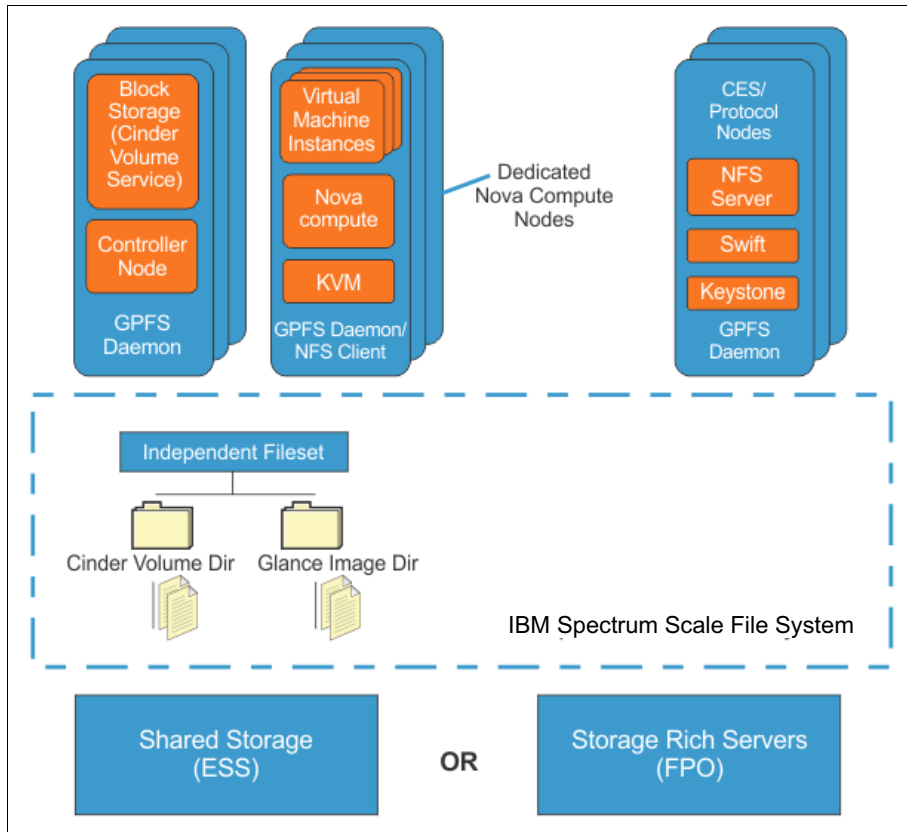 Block
Storage
(Cinder
Volume
Service)
Controller
Node
GPFS
Daemon
Virtual
Machine
Instances
Nova
compute
KVM
GPFS Daemon/
NFS Client
Dedicated
Nova Compute
Nodes
CES/
Protocol
Nodes
NFS
Server
Swift
Keystone
GPFS
Daemon
Independent Fileset
Cinder Volume Dir
Glance Image Dir
IBM Spectrum Scale File System
Shared Storage
(ESS)
OR
Storage Rich Servers
(FPO)